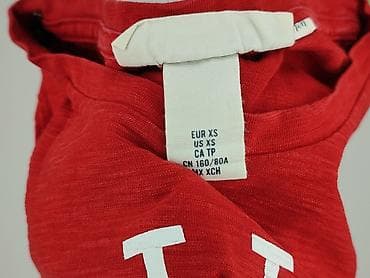 EUR XS
US XS
CA TP
CN 160/80A
MX XCH